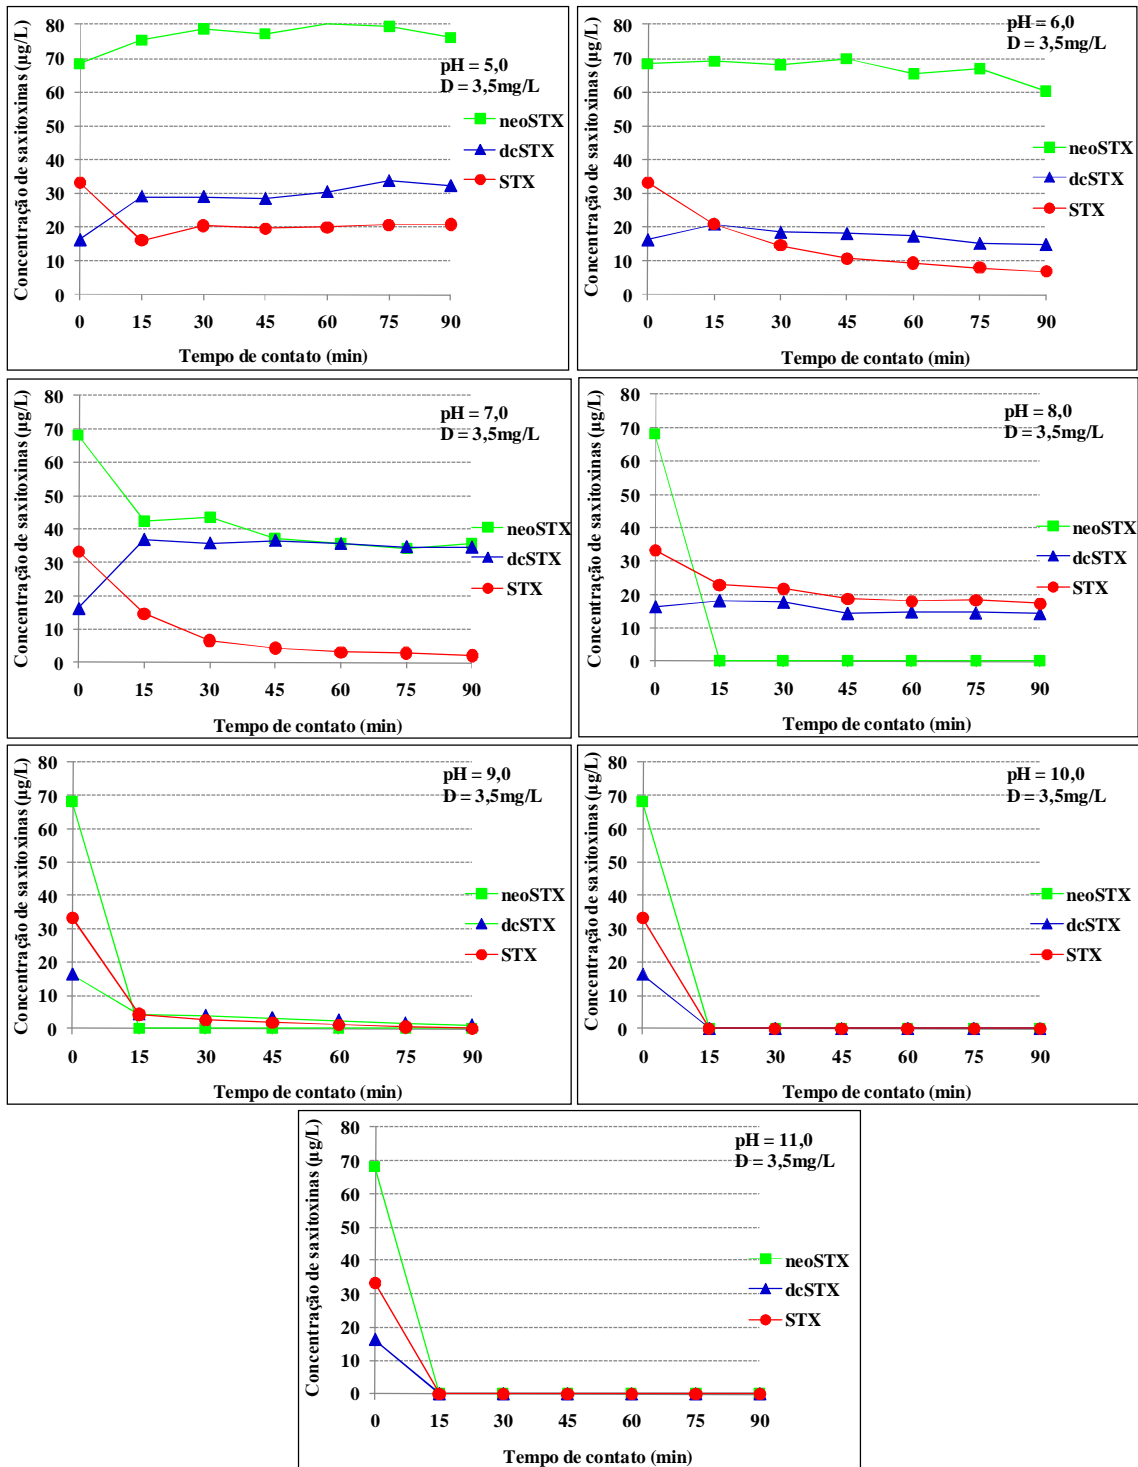 Concentração de saxitoxinas (µg/L)
80
70
60
50
40
30
20
10
0
pH = 5,0
D = 3,5mg/L
neoSTX
dcSTX
STX
0 15 30 45 60 75 90
Tempo de contato (min)
Concentração de saxitoxinas (µg/L)
80
70
60
50
40
30
20
10
0
pH = 6,0
D = 3,5mg/L
neoSTX
dcSTX
STX
0 15 30 45 60 75 90
Tempo de contato (min)
Concentração de saxitoxinas (µg/L)
80
70
60
50
40
30
20
10
0
pH = 7,0
D = 3,5mg/L
neoSTX
dcSTX
STX
0 15 30 45 60 75 90
Tempo de contato (min)
Concentração de saxitoxinas (µg/L)
80
70
60
50
40
30
20
10
0
pH = 8,0
D = 3,5mg/L
neoSTX
dcSTX
STX
0 15 30 45 60 75 90
Tempo de contato (min)
Concentração de saxitoxinas (µg/L)
80
70
60
50
40
30
20
10
0
pH = 9,0
D = 3,5mg/L
neoSTX
dcSTX
STX
0 15 30 45 60 75 90
Tempo de contato (min)
Concentração de saxitoxinas (µg/L)
80
70
60
50
40
30
20
10
0
pH = 10,0
D = 3,5mg/L
neoSTX
dcSTX
STX
0 15 30 45 60 75 90
Tempo de contato (min)
Concentração de saxitoxinas (µg/L)
80
70
60
50
40
30
20
10
0
pH = 11,0
D = 3,5mg/L
neoSTX
dcSTX
STX
0 15 30 45 60 75 90
Tempo de contato (min)